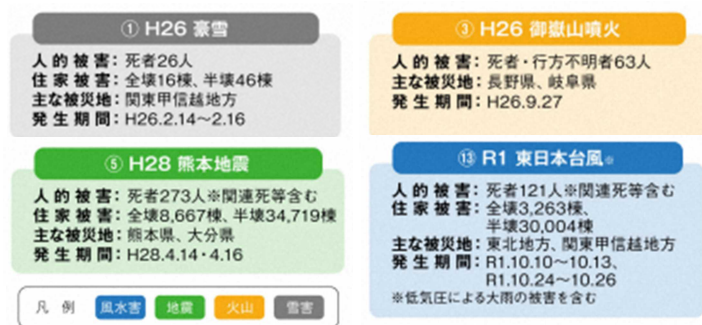 ① H26 豪雪
人的被害：死者26人
住家被害：全壊16棟、半壊46棟
主な被災地：関東甲信越地方
発生期間：H26.2.14～2.16
③ H26 御嶽山噴火
人的被害：死者・行方不明者63人
主な被災地：長野県、岐阜県
発生期間：H26.9.27
⑤ H28 熊本地震
人的被害：死者273人※関連死等含む
住家被害：全壊8,667棟、半壊34,719棟
主な被災地：熊本県、大分県
発生期間：H28.4.14・4.16
⑬ R1 東日本台風※
人的被害：死者121人※関連死等含む
住家被害：全壊3,263棟、
半壊30,004棟
主な被災地：東北地方、関東甲信越地方
発生期間：R1.10.10～10.13、
R1.10.24～10.26
※低気圧による大雨の被害を含む
凡例 風水害 地震 火山 雪害